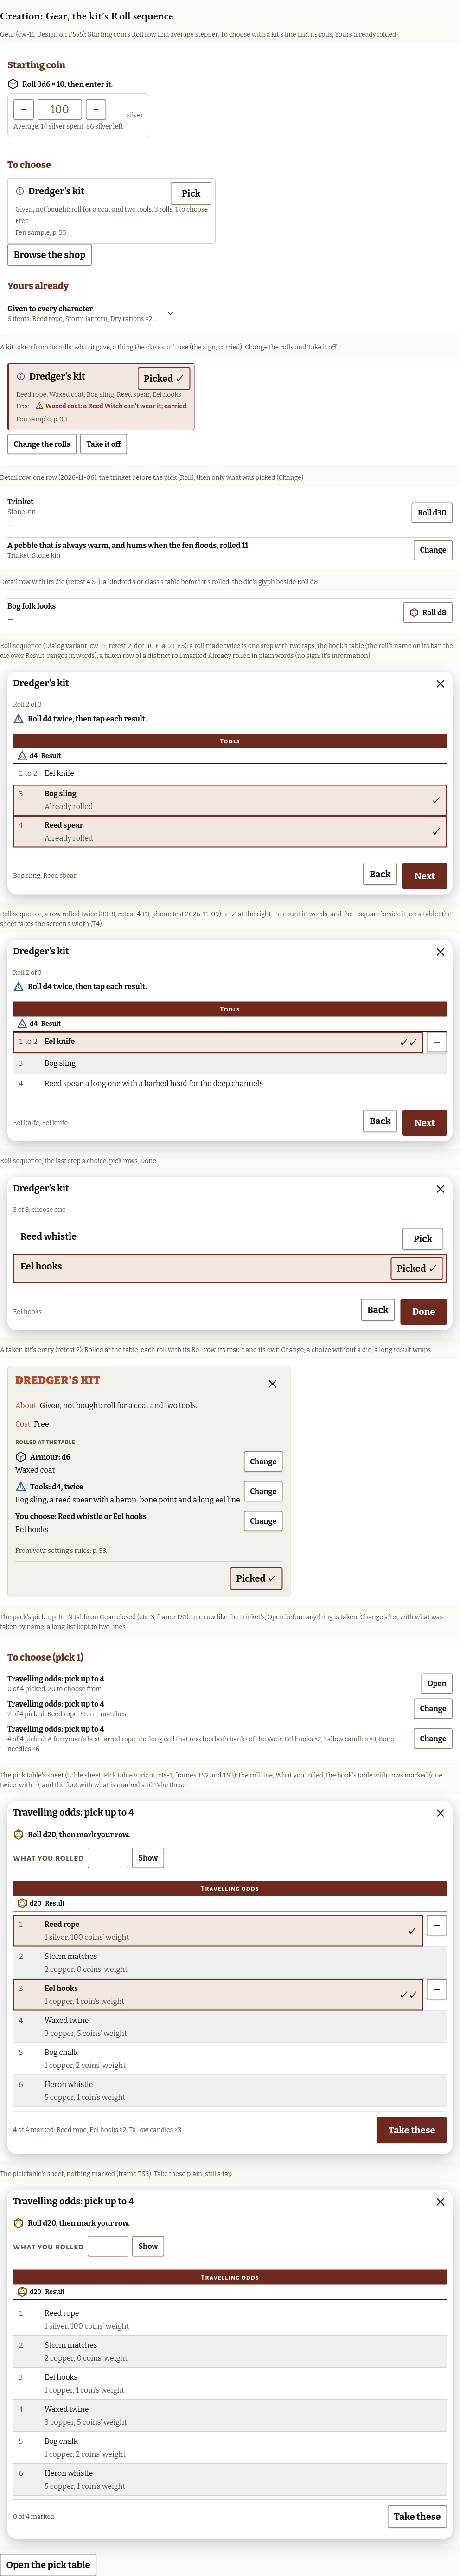 Creation: Gear, the kit's Roll sequence
Gear (cw-11; Design on #555): Starting coin's Roll row and average stepper, To choose with a kit's line and its rolls, Yours already folded
Starting coin
Roll 3d6 × 10, then enter it.
− 100 + silver
Average, 14 silver spent: 86 silver left
To choose
Dredger's kit Pick
Given, not bought: roll for a coat and two tools. 3 rolls, 1 to choose
Free
Fen sample, p. 33
Browse the shop
Yours already
Given to every character
6 items: Reed rope, Storm lantern, Dry rations ×2…
A kit taken from its rolls: what it gave, a thing the class can't use (the sign, carried), Change the rolls and Take it off
Dredger's kit Picked ✓
Reed rope, Waxed coat, Bog sling, Reed spear, Eel hooks
Free Waxed coat: a Reed Witch can't wear it; carried
Fen sample, p. 33
Change the rolls Take it off
Detail row, one row (2026-11-06): the trinket before the pick (Roll), then only what was picked (Change)
Trinket
Stone kin
—
Roll d30
A pebble that is always warm, and hums when the fen floods, rolled 11
Trinket, Stone kin
Change
Detail row with its die (retest 4 S1): a kindred's or class's table before it's rolled, the die's glyph beside Roll d8
Bog folk looks
—
Roll d8
Roll sequence (Dialog variant, cw-11; retest 2; dec-10 F-a, 21-F3): a roll made twice is one step with two taps, the book's table (the roll's name on its bar, the
die over Result, ranges in words), a taken row of a distinct roll marked Already rolled in plain words (no sign: it's information)
Dredger's kit
Roll 2 of 3
Roll d4 twice, then tap each result.
Tools
d4 Result
1 to 2 Eel knife
3 Bog sling
Already rolled ✓
4 Reed spear
Already rolled ✓
Bog sling, Reed spear Back Next
Roll sequence, a row rolled twice (R3-8, retest 4 T3; phone test 2026-11-09): ✓✓ at the right, no count in words, and the − square beside it; on a tablet the
sheet takes the screen's width (T4)
Dredger's kit
Roll 2 of 3
Roll d4 twice, then tap each result.
Tools
d4 Result
1 to 2 Eel knife ✓✓ −
3 Bog sling
4 Reed spear, a long one with a barbed head for the deep channels
Eel knife, Eel knife Back Next
Roll sequence, the last step a choice: pick rows, Done
Dredger's kit
3 of 3: choose one
Reed whistle Pick
Eel hooks Picked ✓
Eel hooks Back Done
A taken kit's entry (retest 2): Rolled at the table, each roll with its Roll row, its result and its own Change; a choice without a die; a long result wraps
DREDGER'S KIT
About Given, not bought: roll for a coat and two tools.
Cost Free
ROLLED AT THE TABLE
Armour: d6
Waxed coat
Change
Tools: d4, twice
Bog sling, a reed spear with a heron-bone point and a long eel line
Change
You choose: Reed whistle or Eel hooks
Eel hooks
Change
From your setting's rules: p. 33.
Picked ✓
The pack's pick-up-to-N table on Gear, closed (cts-3, frame TS1): one row like the trinket's, Open before anything is taken, Change after with what was
taken by name, a long list kept to two lines
To choose (pick 1)
Travelling odds: pick up to 4
0 of 4 picked. 20 to choose from
Open
Travelling odds: pick up to 4
2 of 4 picked: Reed rope, Storm matches
Change
Travelling odds: pick up to 4
4 of 4 picked: A ferryman's best tarred rope, the long coil that reaches both banks of the Weir, Eel hooks ×2, Tallow candles ×3, Bone
needles ×6
Change
The pick table's sheet (Table sheet, Pick table variant; cts-1, frames TS2 and TS3): the roll line, What you rolled, the book's table with rows marked (one
twice, with −), and the foot with what is marked and Take these
Travelling odds: pick up to 4
Roll d20, then mark your row.
WHAT YOU ROLLED Show
Travelling odds
d20 Result
1 Reed rope
1 silver, 100 coins' weight ✓ −
2 Storm matches
2 copper, 0 coins' weight
3 Eel hooks
1 copper, 1 coin's weight ✓✓ −
4 Waxed twine
3 copper, 5 coins' weight
5 Bog chalk
1 copper, 2 coins' weight
6 Heron whistle
5 copper, 1 coin's weight
4 of 4 marked: Reed rope, Eel hooks ×2, Tallow candles ×3 Take these
The pick table's sheet, nothing marked (frame TS3): Take these plain, still a tap
Travelling odds: pick up to 4
Roll d20, then mark your row.
WHAT YOU ROLLED Show
Travelling odds
d20 Result
1 Reed rope
1 silver, 100 coins' weight
2 Storm matches
2 copper, 0 coins' weight
3 Eel hooks
1 copper, 1 coin's weight
4 Waxed twine
3 copper, 5 coins' weight
5 Bog chalk
1 copper, 2 coins' weight
6 Heron whistle
5 copper, 1 coin's weight
0 of 4 marked Take these
Open the pick table